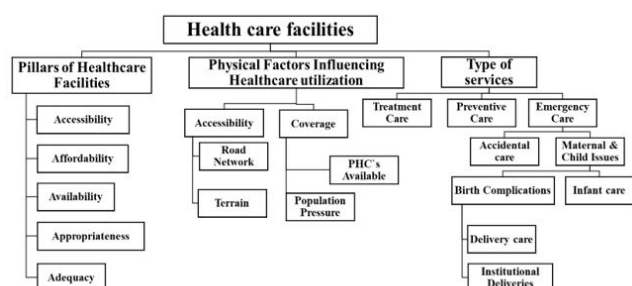 Health care facilities
Pillars of Healthcare
Facilities
Accessibility
Affordability
Availability
Appropriateness
Adequacy
Physical Factors Influencing
Healthcare utilization
Accessibility
Road
Network
Terrain
Coverage
PHC`s
Available
Population
Pressure
Type of
services
Treatment
Care
Preventive
Care
Emergency
Care
Accidental
care
Maternal &
Child Issues
Birth Complications
Infant care
Delivery care
Institutional
Deliveries